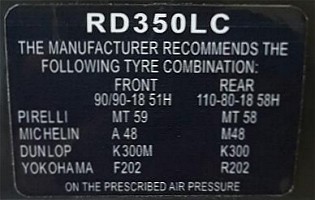 RD350LC
THE MANUFACTURER RECOMMENDS THE
FOLLOWING TYRE COMBINATION:
FRONT REAR
90/90-18 51H 110-80-18 58H
PIRELLI MT 59 MT 58
MICHELIN A 48 M48
DUNLOP K300M K300
YOKOHAMA F202 R202
ON THE PRESCRIBED AIR PRESSURE